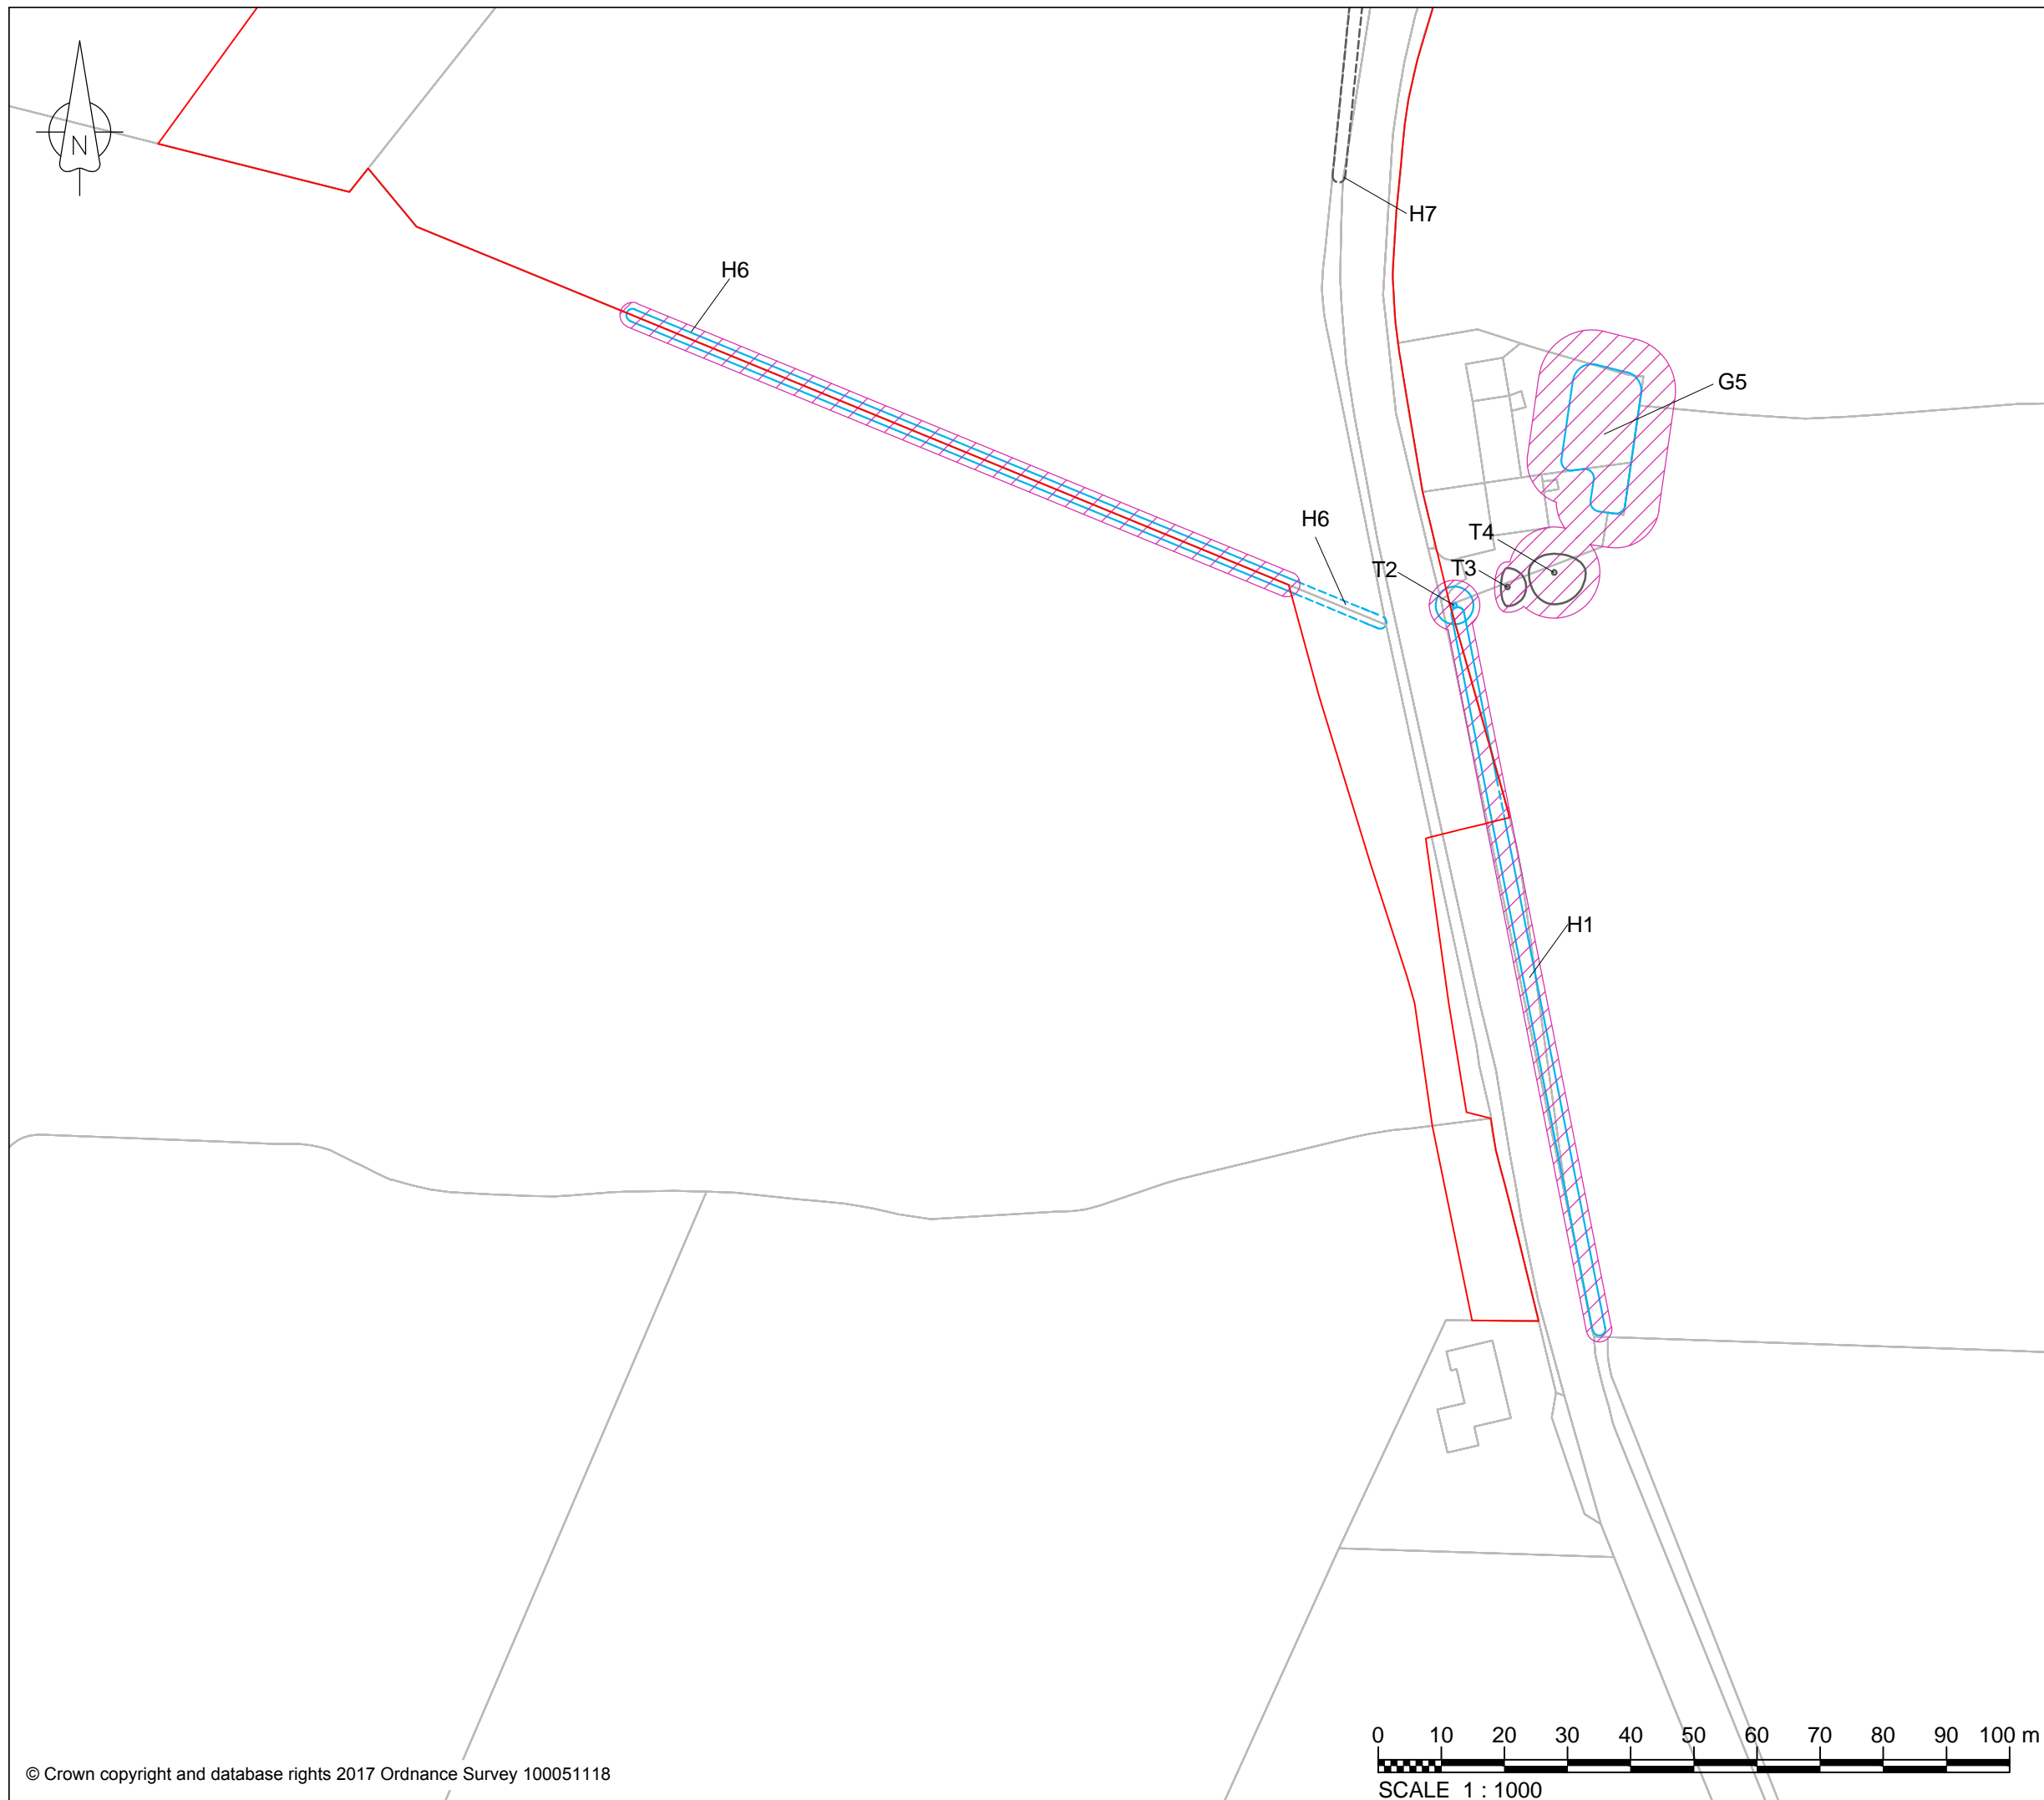 N
H7
H6
G5
H6
T4
T3
T2
H1
0 10 20 30 40 50 60 70 80 90 100 m
SCALE 1 : 1000
© Crown copyright and database rights 2017 Ordnance Survey 100051118